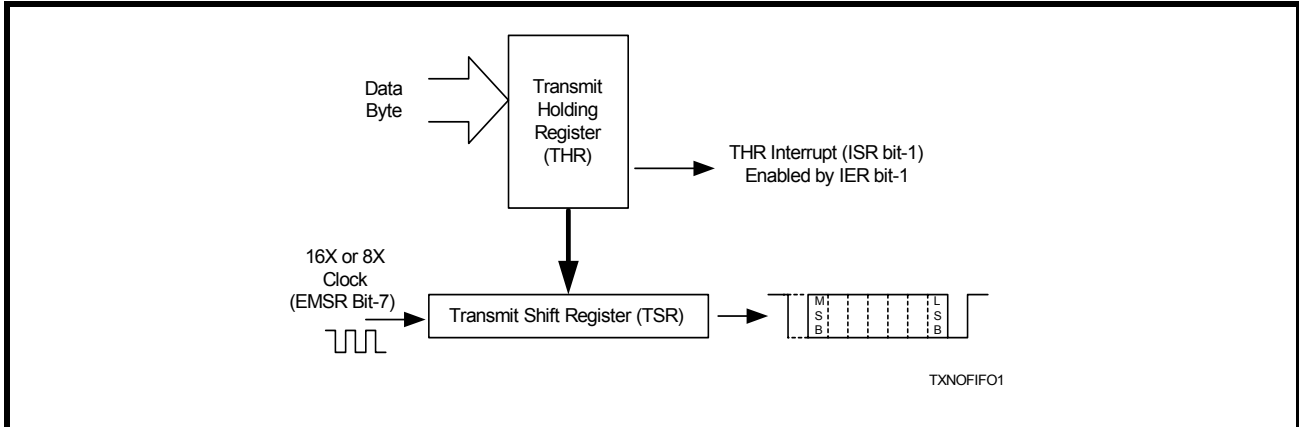 Data
Byte
Transmit
Holding
Register
(THR)
THR Interrupt (ISR bit-1)
Enabled by IER bit-1
16X or 8X
Clock
(EMSR Bit-7)
Transmit Shift Register (TSR)
M
S
B
L
S
B
TXNOFIFO1